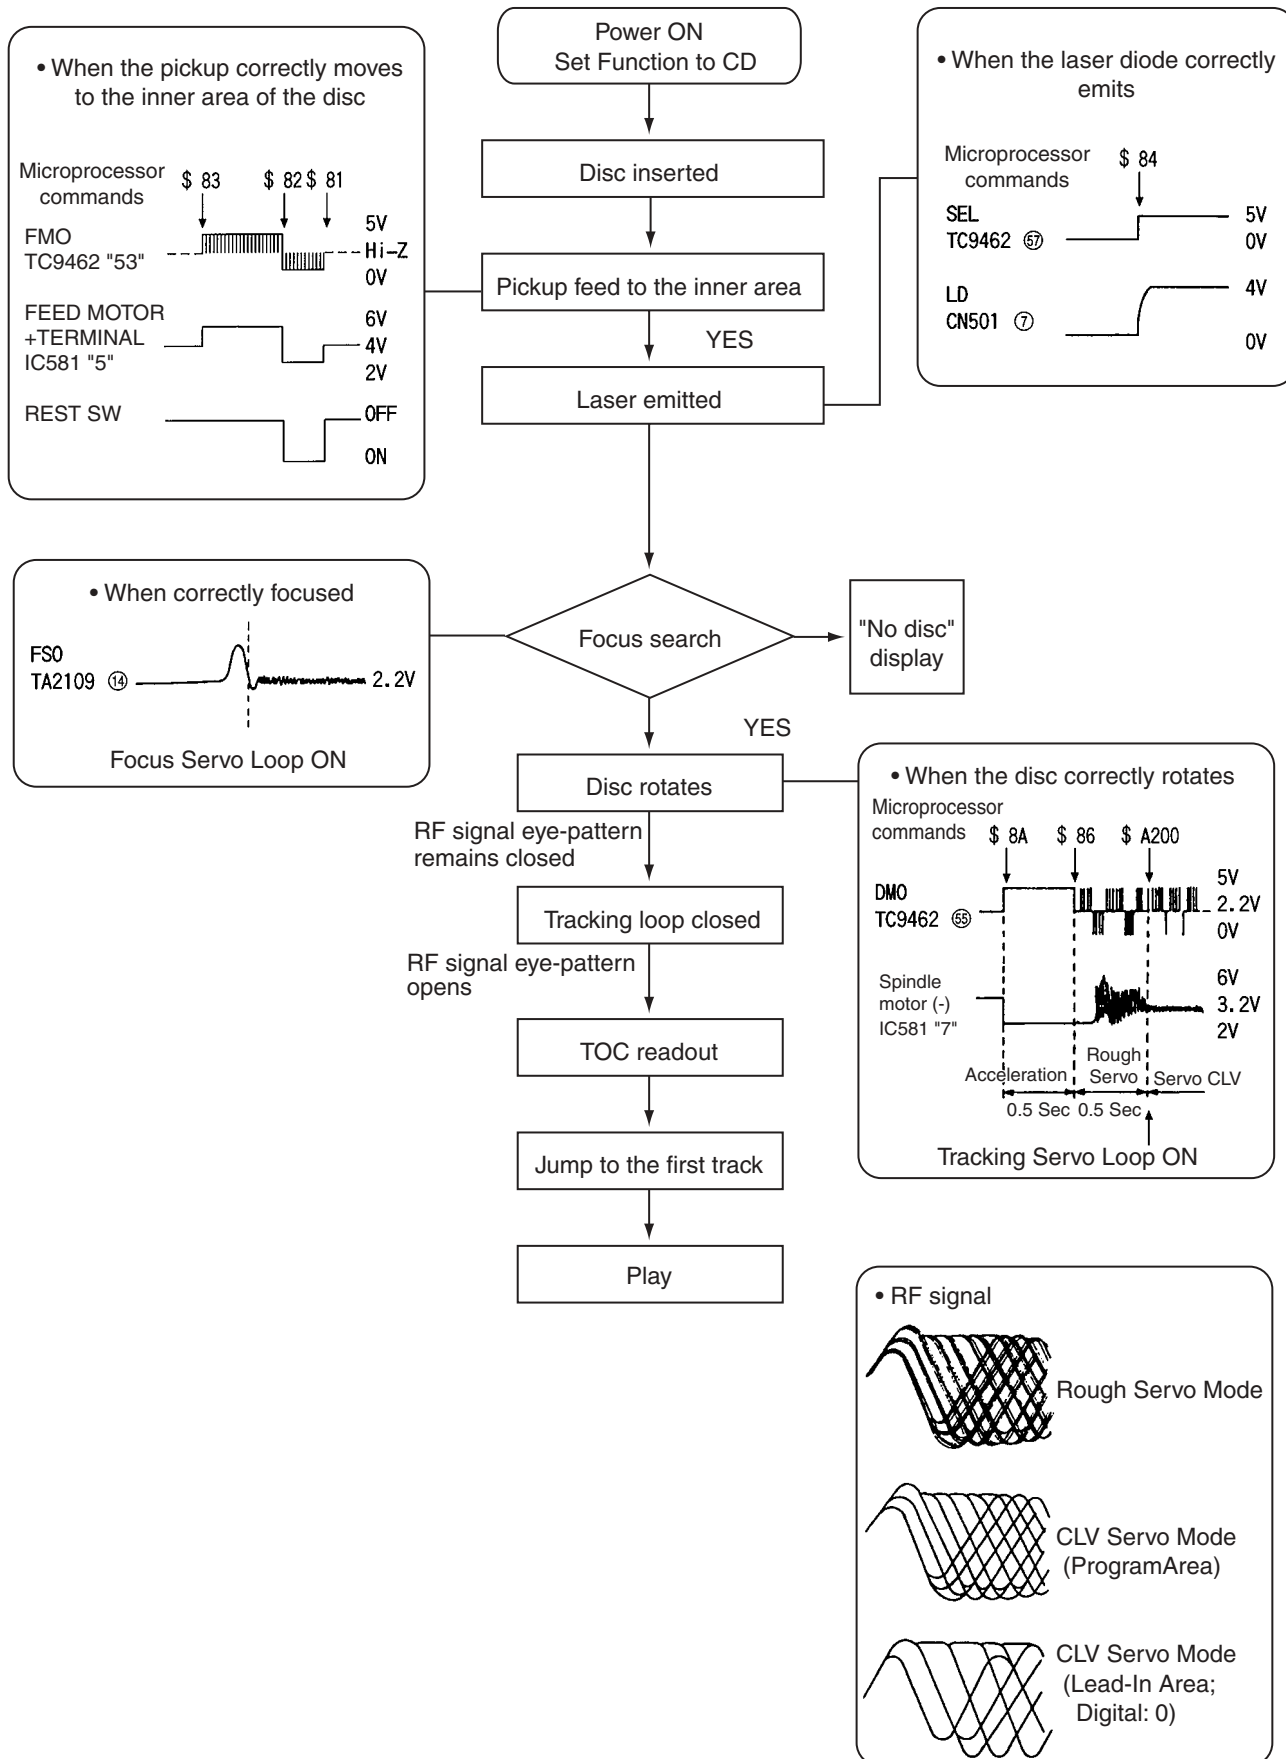 Power ON
Set Function to CD
Disc inserted
Pickup feed to the inner area
YES
Laser emitted
• When the pickup correctly moves
to the inner area of the disc
Microprocessor
commands
$ 83
$ 82
$ 81
FMO
TC9462 "53"
5V
Hi-Z
0V
FEED MOTOR
+TERMINAL
IC581 "5"
6V
4V
2V
REST SW
OFF
ON
• When the laser diode correctly
emits
Microprocessor
commands
$ 84
SEL
TC9462 57
5V
0V
LD
CN501 7
4V
0V
• When correctly focused
FSO
TA2109 14
2.2V
Focus Servo Loop ON
Focus search
"No disc"
display
YES
Disc rotates
RF signal eye-pattern
remains closed
Tracking loop closed
RF signal eye-pattern
opens
TOC readout
Jump to the first track
Play
• When the disc correctly rotates
Microprocessor
commands
$ 8A
$ 86
$ A200
DMO
TC9462 55
5V
2.2V
0V
Spindle
motor (-)
IC581 "7"
6V
3.2V
2V
Acceleration
Rough
Servo
Servo CLV
0.5 Sec
0.5 Sec
Tracking Servo Loop ON
• RF signal
Rough Servo Mode
CLV Servo Mode
(ProgramArea)
CLV Servo Mode
(Lead-In Area;
Digital: 0)